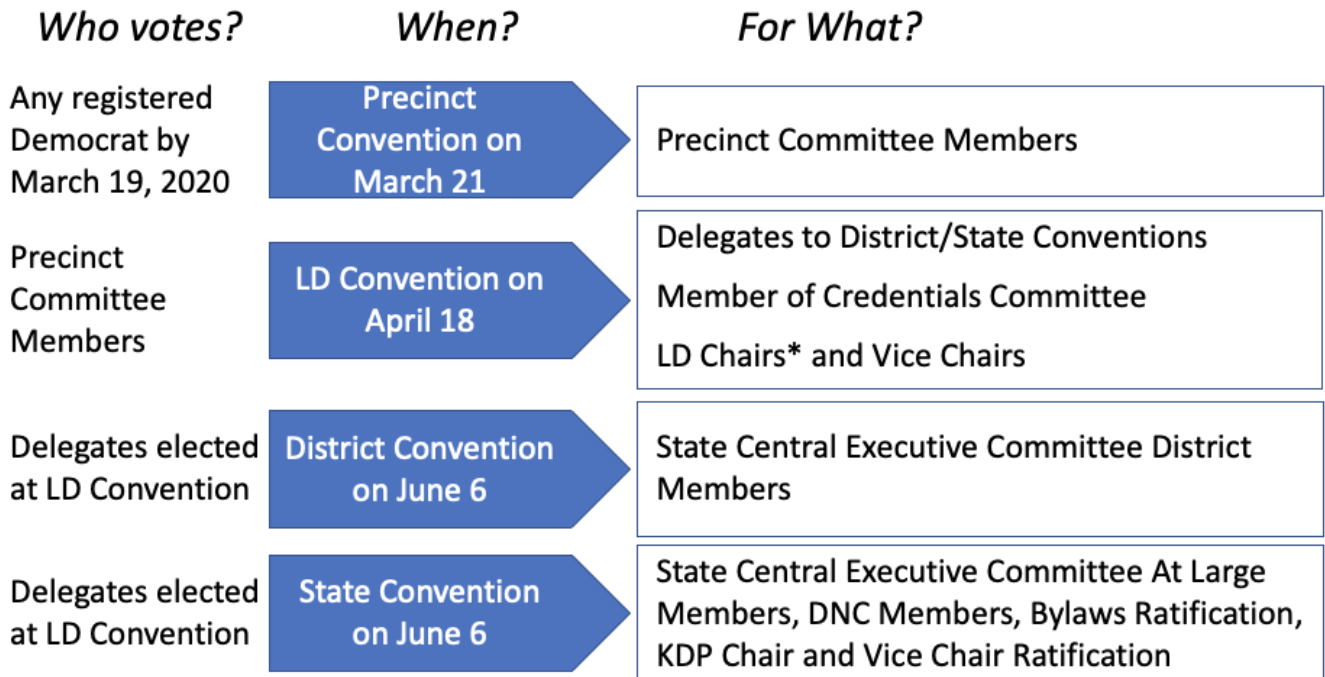 Who votes?
When?
For What?
Any registered
Democrat by
March 19, 2020
Precinct
Convention on
March 21
Precinct Committee Members
Precinct
Committee
Members
LD Convention on
April 18
Delegates to District/State Conventions
Member of Credentials Committee
LD Chairs* and Vice Chairs
Delegates elected
at LD Convention
District Convention
on June 6
State Central Executive Committee District
Members
Delegates elected
at LD Convention
State Convention
on June 6
State Central Executive Committee At Large
Members, DNC Members, Bylaws Ratification,
KDP Chair and Vice Chair Ratification